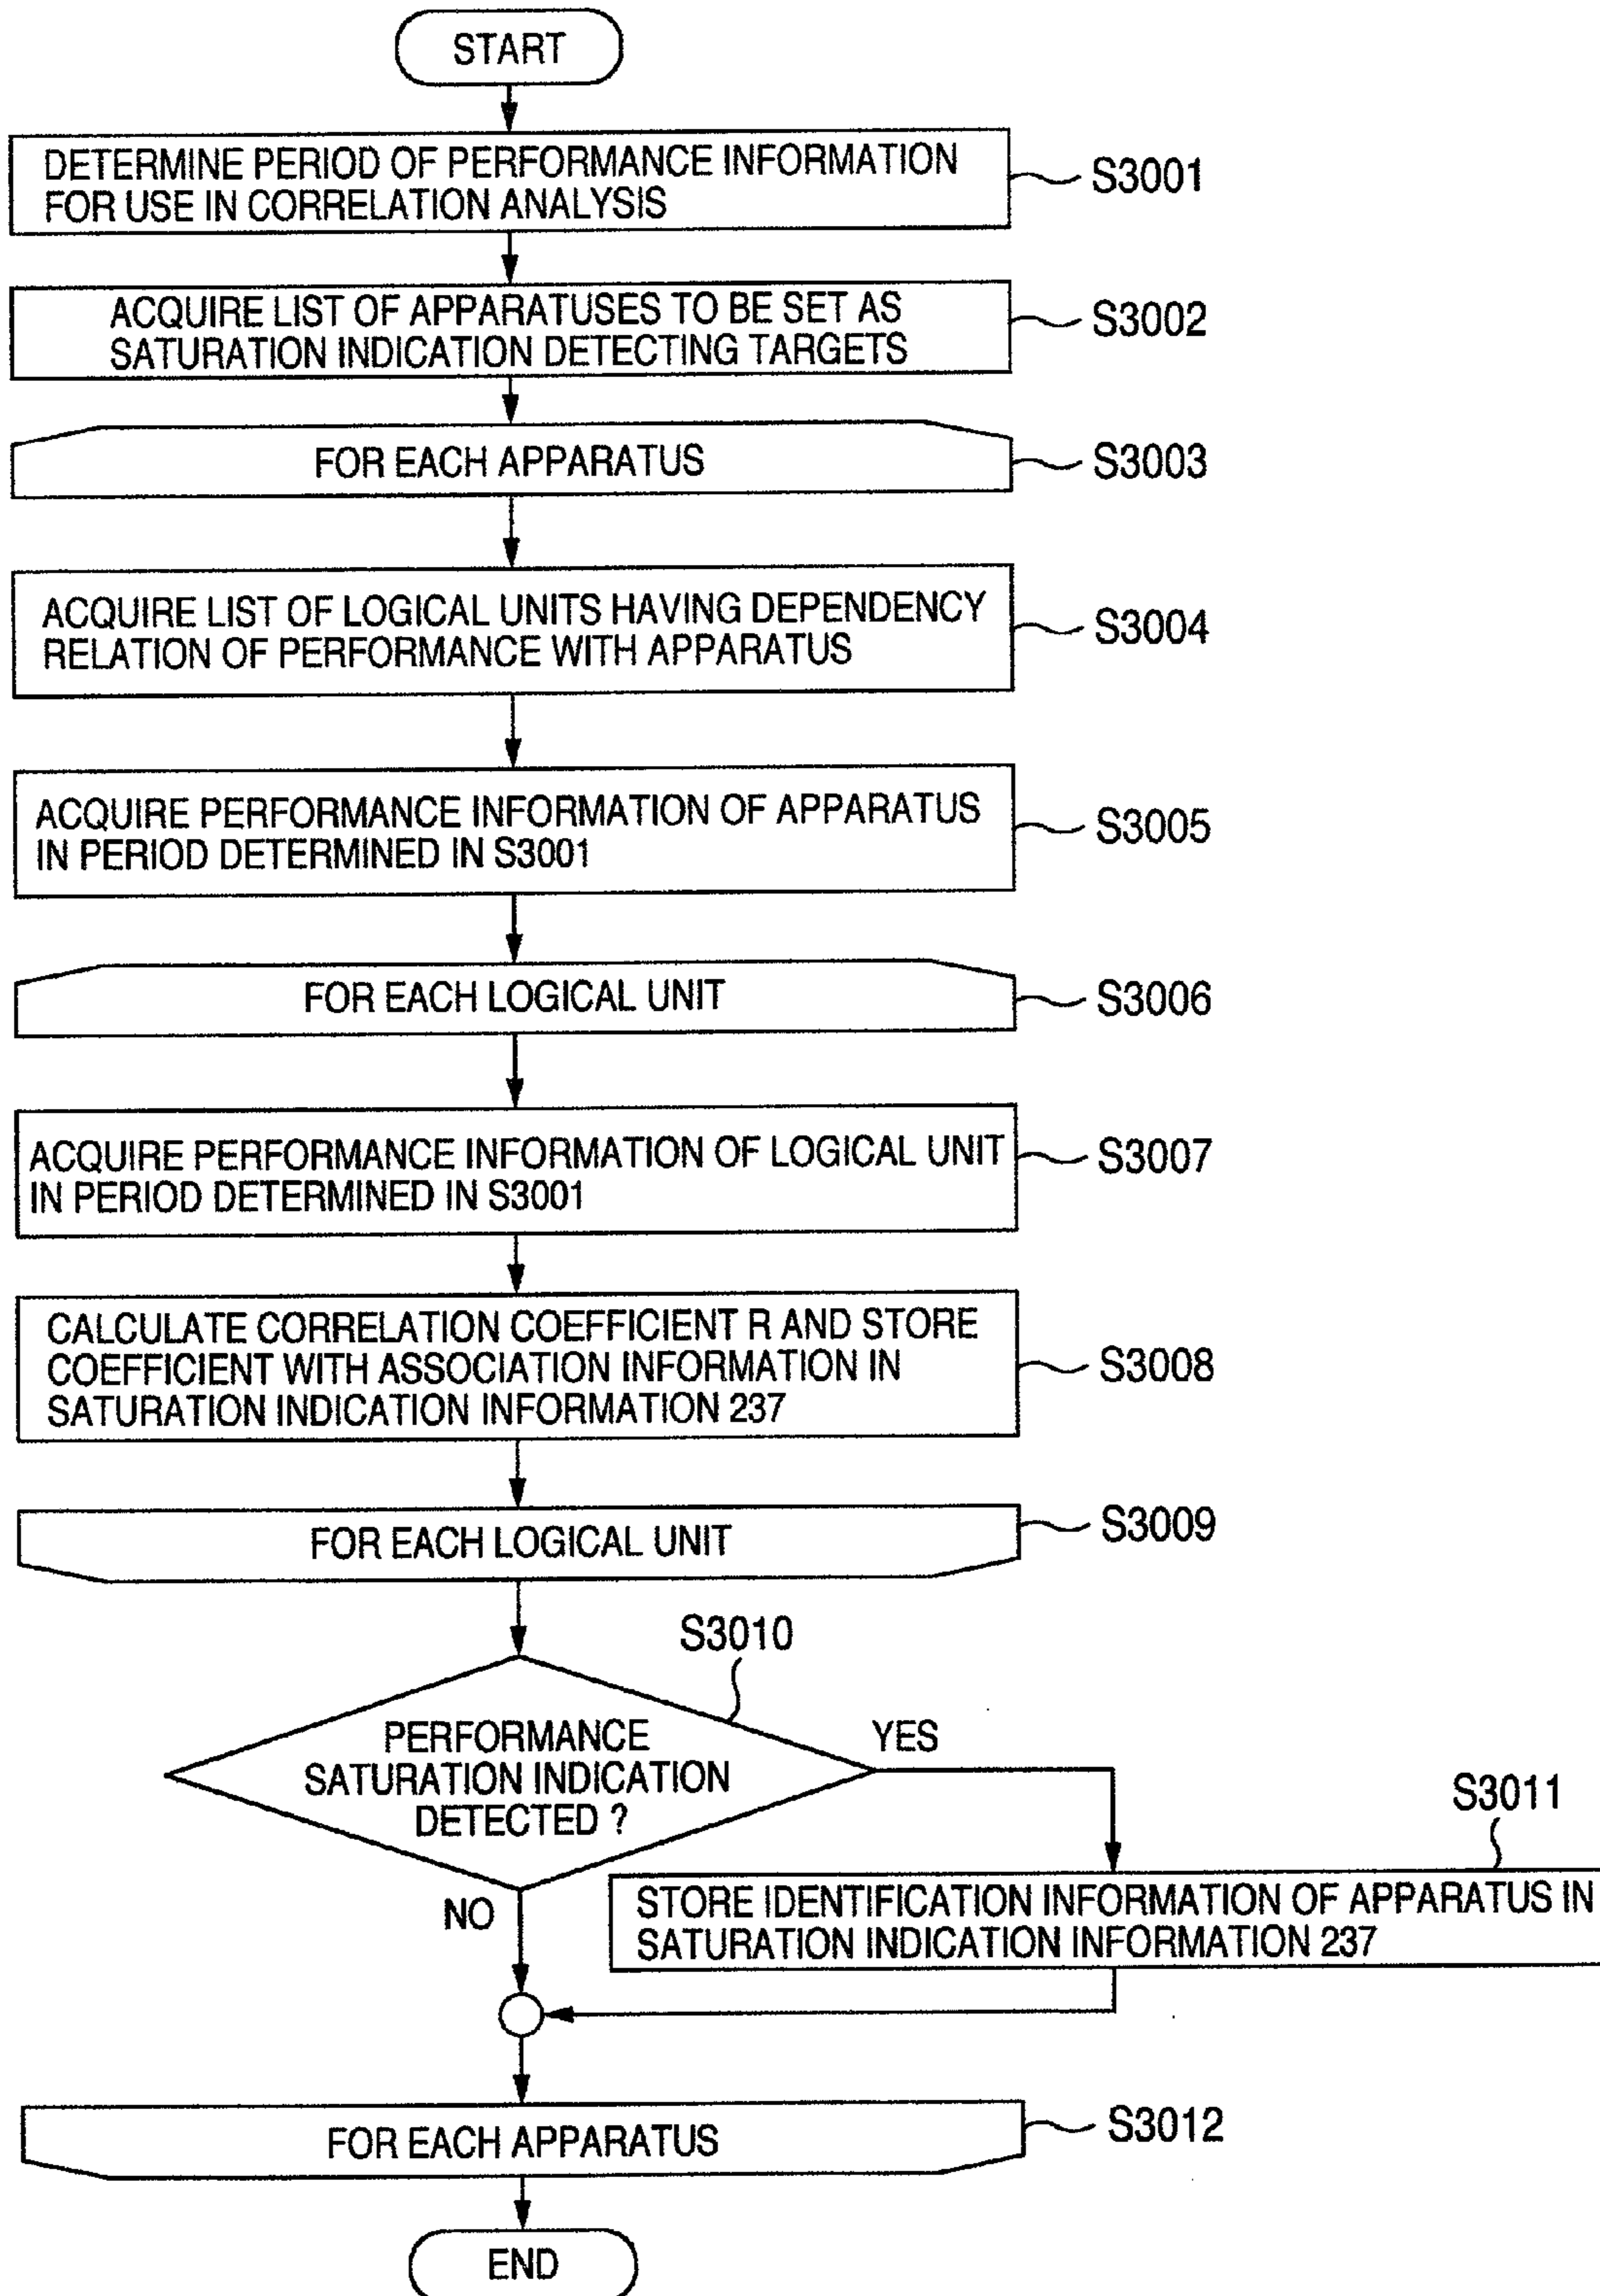 START
DETERMINE PERIOD OF PERFORMANCE INFORMATION
FOR USE IN CORRELATION ANALYSIS
S3001
ACQUIRE LIST OF APPARATUSES TO BE SET AS
SATURATION INDICATION DETECTING TARGETS
S3002
FOR EACH APPARATUS
S3003
ACQUIRE LIST OF LOGICAL UNITS HAVING DEPENDENCY
RELATION OF PERFORMANCE WITH APPARATUS
S3004
ACQUIRE PERFORMANCE INFORMATION OF APPARATUS
IN PERIOD DETERMINED IN S3001
S3005
FOR EACH LOGICAL UNIT
S3006
ACQUIRE PERFORMANCE INFORMATION OF LOGICAL UNIT
IN PERIOD DETERMINED IN S3001
S3007
CALCULATE CORRELATION COEFFICIENT R AND STORE
COEFFICIENT WITH ASSOCIATION INFORMATION IN
SATURATION INDICATION INFORMATION 237
S3008
FOR EACH LOGICAL UNIT
S3009
S3010
PERFORMANCE
SATURATION INDICATION
DETECTED ?
YES
NO
S3011
STORE IDENTIFICATION INFORMATION OF APPARATUS IN
SATURATION INDICATION INFORMATION 237
FOR EACH APPARATUS
S3012
END